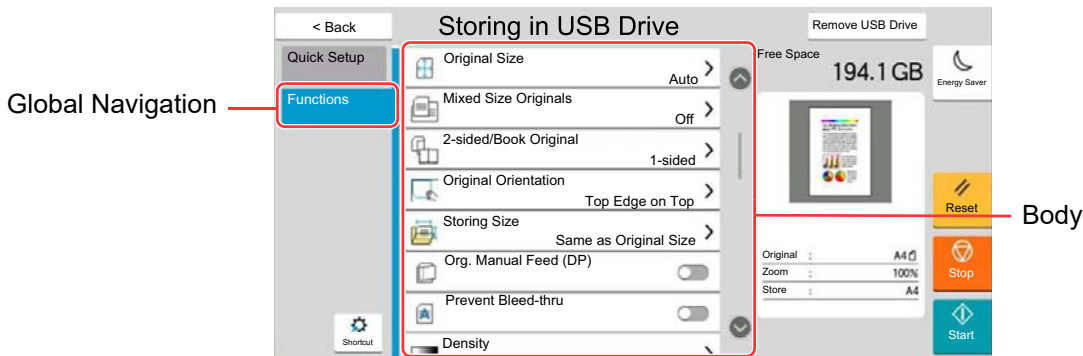 < Back
Storing in USB Drive
Remove USB Drive
Quick Setup
Functions
Global Navigation
Original Size
Auto
Mixed Size Originals
Off
2-sided/Book Original
1-sided
Original Orientation
Top Edge on Top
Storing Size
Same as Original Size
Org. Manual Feed (DP)
Prevent Bleed-thru
Density
Shortcut
Free Space
194.1 GB
Original : A4
Zoom : 100%
Store : A4
Energy Saver
Reset
Stop
Start
Body